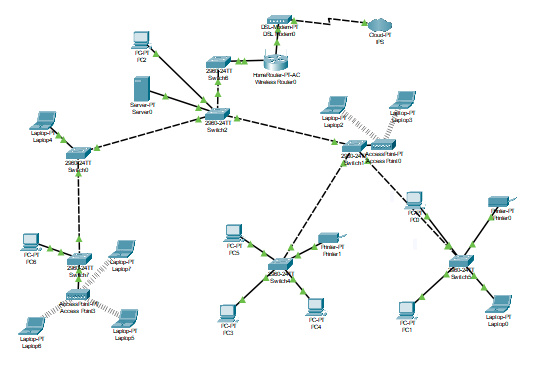 DSL-Modem-PT
DSL Modem0
Cloud-PT
IPS
PC-PT
PC2
2960-24TT
Switch6
HomeRouter-PT-AC
Wireless Router0
Server-PT
Server0
2960-24TT
Switch2
Laptop-PT
Laptop2
Laptop-PT
Laptop3
Laptop-PT
Laptop4
2960-24TT
Switch0
2960-24TT
Switch1
AccessPoint-PT
Access Point0
PC-PT
PC0
Printer-PT
Printer0
PC-PT
PC6
2960-24TT
Switch7
Laptop-PT
Laptop7
PC-PT
PC5
Printer-PT
Printer1
2960-24TT
Switch4
2960-24TT
Switch5
AccessPoint-PT
Access Point3
Laptop-PT
Laptop6
Laptop-PT
Laptop5
PC-PT
PC3
PC-PT
PC4
PC-PT
PC1
Laptop-PT
Laptop0